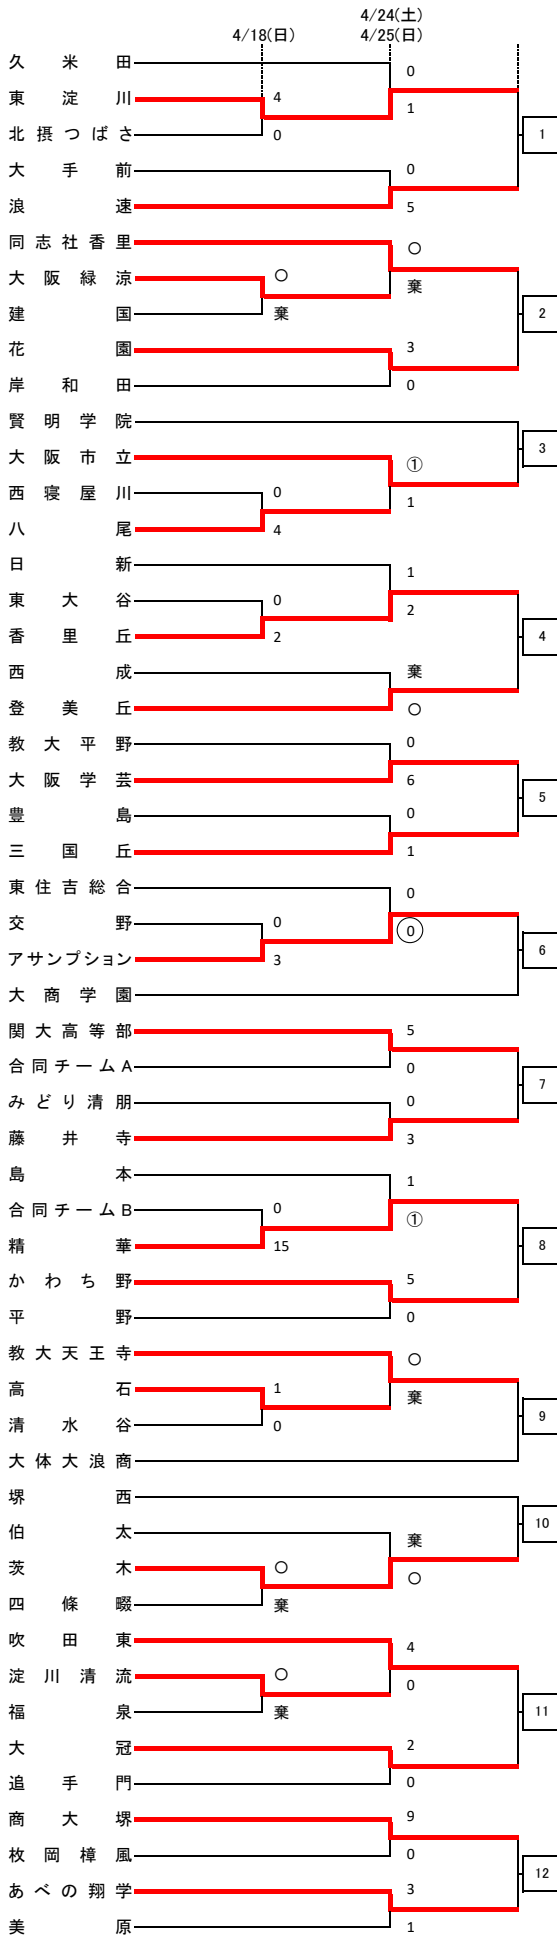 4/24(土)
4/18(日) 4/25(日)
久米田
0
東淀川 4
1
北摂つばさ 0
1
大手前 0
浪速 5
同志社香里 ○
大阪緑涼 ○
棄
建国 棄
2
花園 3
岸和田 0
賢明学院
3
大阪市立 ①
西寝屋川 0
1
八尾 4
日新 1
東大谷 0
2
香里丘 2
4
西成 棄
登美丘 ○
教大平野 0
大阪学芸 6
5
豊島 0
三国丘 1
東住吉総合 0
交野 0
0
6
アサンプション 3
大商学園
関大高等部 5
合同チームA 0
7
みどり清朋 0
藤井寺 3
島本 1
合同チームB 0
①
精華 15
8
かわち野 5
平野 0
教大天王寺 ○
高石 1
棄
9
清水谷 0
大体大浪商
堺西
10
伯太 棄
茨木 ○
○
四條畷 棄
吹田東 4
淀川清流 ○
0
福泉 棄
11
大冠 2
追手門 0
商大堺 9
枚岡樟風 0
12
あべの翔学 3
美原 1